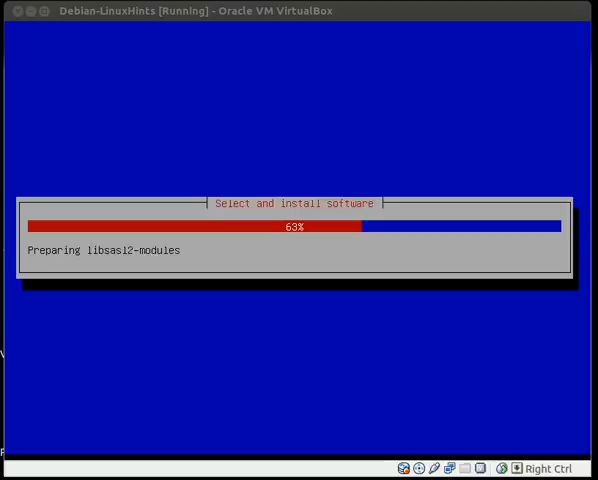 Debian-LinuxHints [Running] - Oracle VM VirtualBox
Select and install software
63%
Preparing libsasl2-modules
Right Ctrl